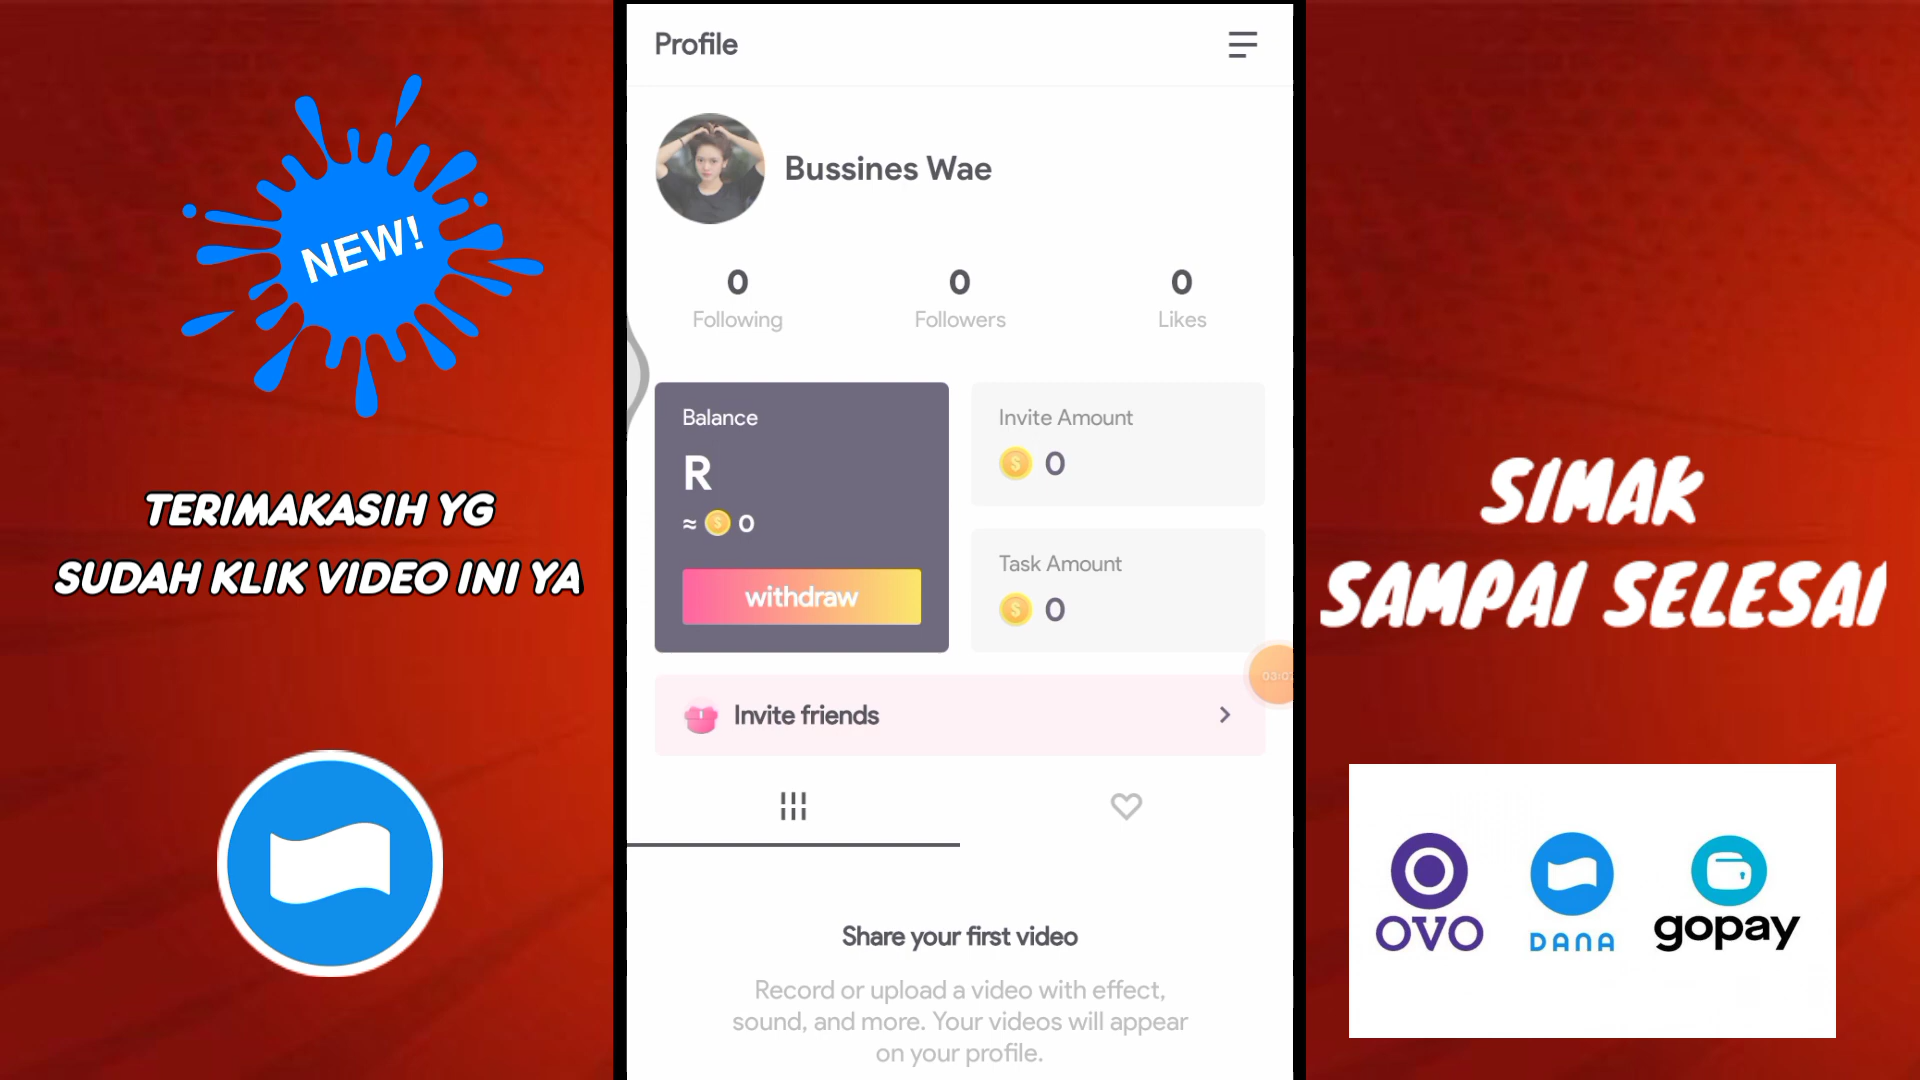 NEW!
TERIMAKASIH YG
SUDAH KLIK VIDEO INI YA
Profile
Bussines Wae
0 0 0
Following Followers Likes
Balance
R
≈ $ 0
withdraw
Invite Amount
$ 0
Task Amount
$ 0
Invite friends
Share your first video
Record or upload a video with effect,
sound, and more. Your videos will appear
on your profile.
SIMAK
SAMPAI SELESAI
OVO DANA gopay